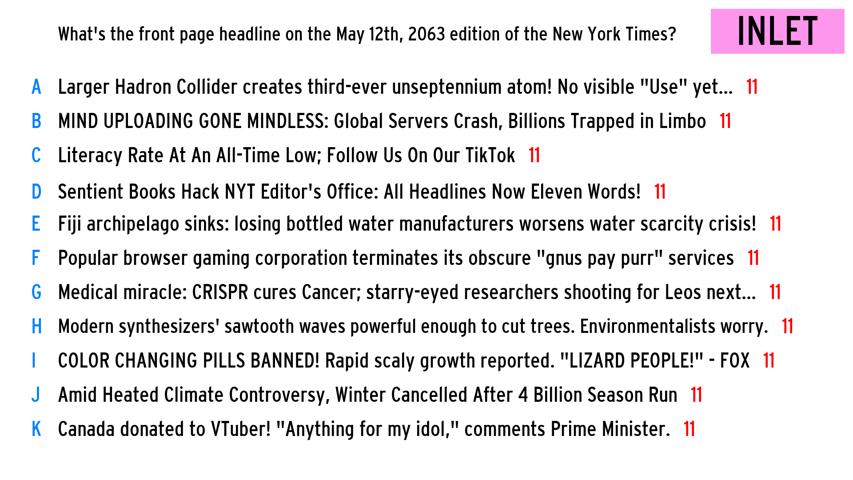 What's the front page headline on the May 12th, 2063 edition of the New York Times?
INLET
A Larger Hadron Collider creates third-ever unseptennium atom! No visible "Use" yet... 11
B MIND UPLOADING GONE MINDLESS: Global Servers Crash, Billions Trapped in Limbo 11
C Literacy Rate At An All-Time Low; Follow Us On Our TikTok 11
D Sentient Books Hack NYT Editor's Office: All Headlines Now Eleven Words! 11
E Fiji archipelago sinks: losing bottled water manufacturers worsens water scarcity crisis! 11
F Popular browser gaming corporation terminates its obscure "gnus pay purr" services 11
G Medical miracle: CRISPR cures Cancer; starry-eyed researchers shooting for Leos next... 11
H Modern synthesizers' sawtooth waves powerful enough to cut trees. Environmentalists worry. 11
I COLOR CHANGING PILLS BANNED! Rapid scaly growth reported. "LIZARD PEOPLE!" - FOX 11
J Amid Heated Climate Controversy, Winter Cancelled After 4 Billion Season Run 11
K Canada donated to VTuber! "Anything for my idol," comments Prime Minister. 11